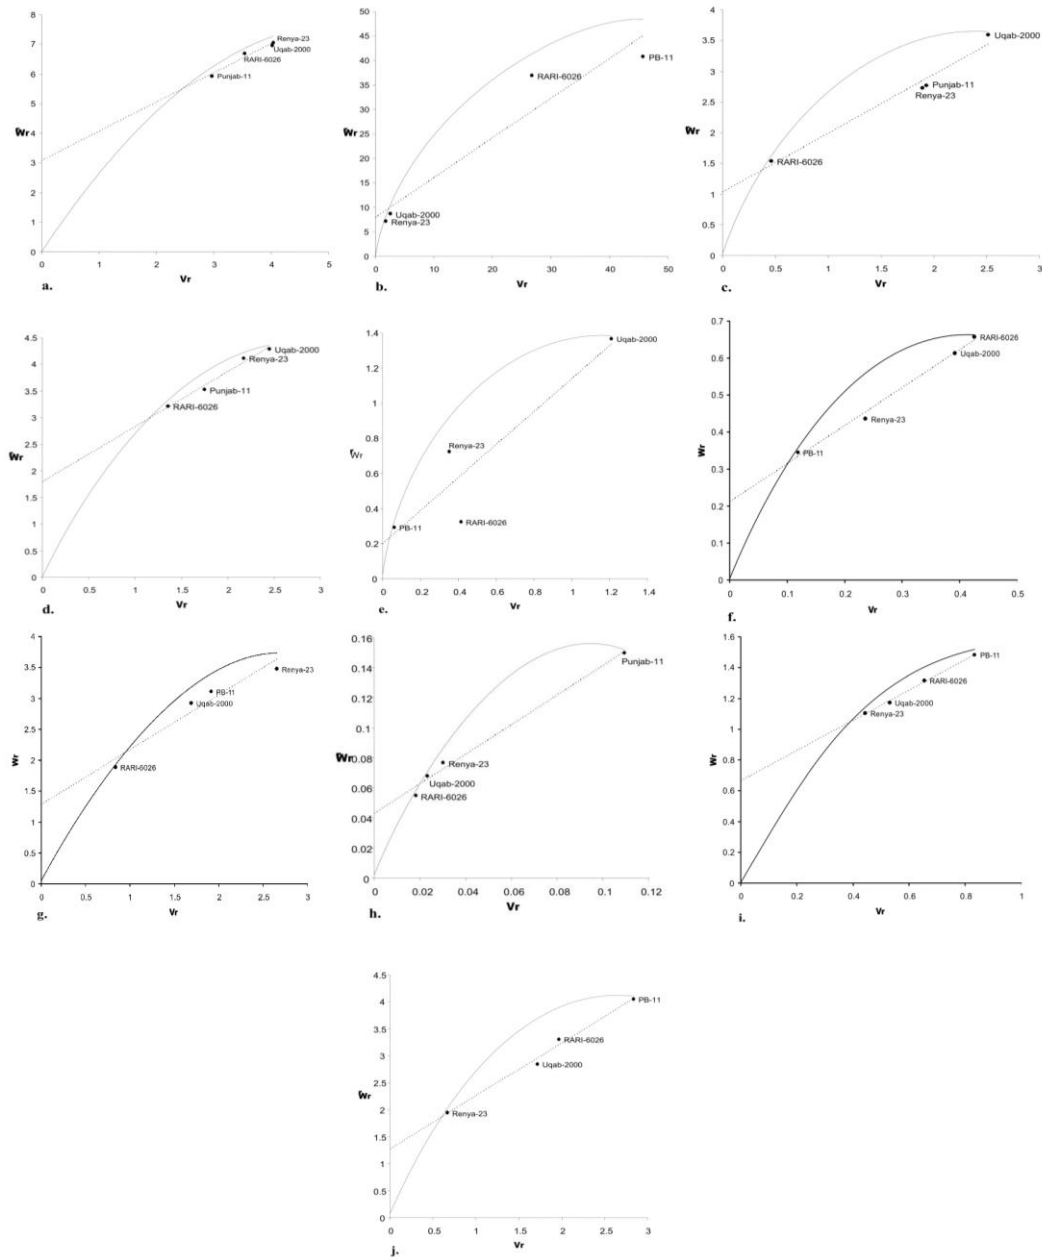 8
7
6
5
4
3
2
1
0
Wr
Renya-23
Uqab-2000
RARI-6026
Punjab-11
0 1 2 3 4 5
Vr
a.
50
45
40
35
30
25
20
15
10
5
0
Wr
PB-11
RARI-6026
Uqab-2000
Renya-23
0 10 20 30 40 50
Vr
b.
4
3.5
3
2.5
2
1.5
1
0.5
0
Wr
Uqab-2000
Punjab-11
Renya-23
RARI-6026
0 0.5 1 1.5 2 2.5 3
Vr
c.
4.5
4
3.5
3
2.5
2
1.5
1
0.5
0
Wr
Uqab-2000
Renya-23
Punjab-11
RARI-6026
0 0.5 1 1.5 2 2.5 3
Vr
d.
1.4
1.2
1
0.8
0.6
0.4
0.2
0
Wr
Uqab-2000
Renya-23
PB-11
RARI-6026
0 0.2 0.4 0.6 0.8 1 1.2 1.4
Vr
e.
0.7
0.6
0.5
0.4
0.3
0.2
0.1
0
Wr
RARI-6026
Uqab-2000
Renya-23
PB-11
0 0.1 0.2 0.3 0.4 0.5
Vr
f.
4
3.5
3
2.5
2
1.5
1
0.5
0
Wr
Renya-23
PB-11
Uqab-2000
RARI-6026
0 0.5 1 1.5 2 2.5 3
Vr
g.
0.16
0.14
0.12
0.1
0.08
0.06
0.04
0.02
0
Wr
Punjab-11
Renya-23
Uqab-2000
RARI-6026
0 0.02 0.04 0.06 0.08 0.1 0.12
Vr
h.
1.6
1.4
1.2
1
0.8
0.6
0.4
0.2
0
Wr
PB-11
RARI-6026
Uqab-2000
Renya-23
0 0.2 0.4 0.6 0.8 1
Vr
i.
4.5
4
3.5
3
2.5
2
1.5
1
0.5
0
Wr
PB-11
RARI-6026
Uqab-2000
Renya-23
0 0.5 1 1.5 2 2.5 3
Vr
j.